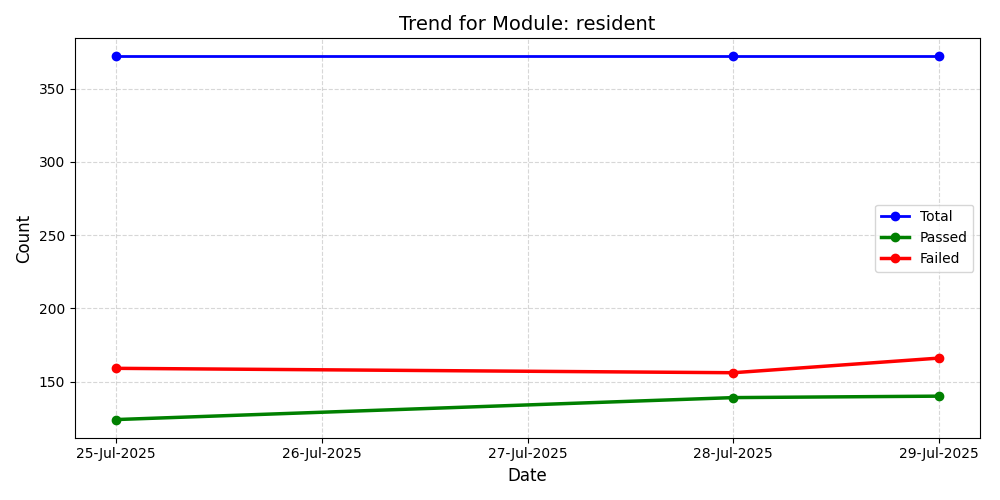 Trend for Module: resident
Count
350
300
250
200
150
Total
Passed
Failed
25-Jul-2025
26-Jul-2025
27-Jul-2025
28-Jul-2025
29-Jul-2025
Date